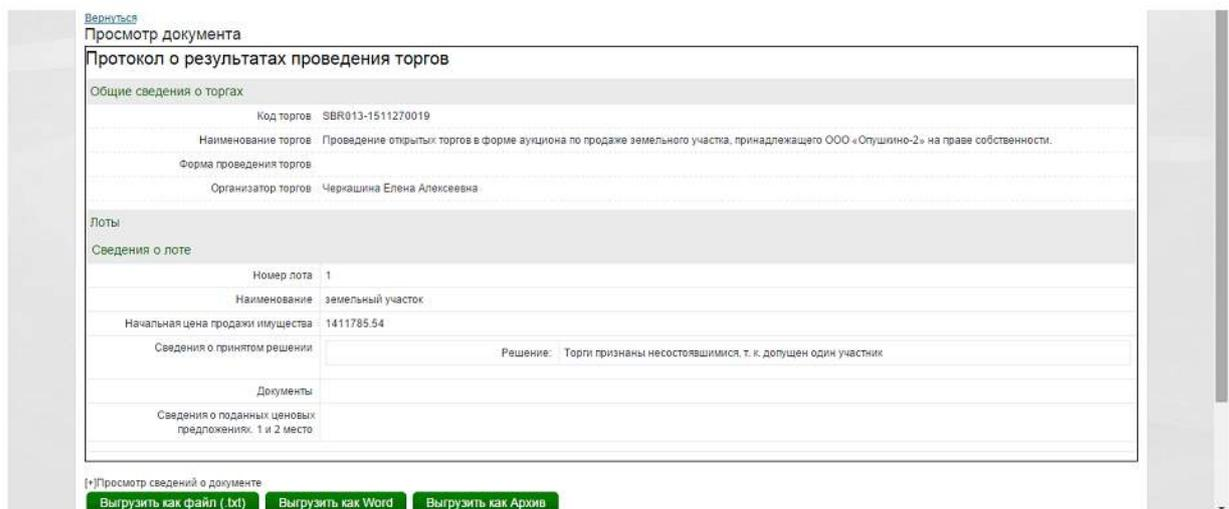 Вернуться
Просмотр документа
Протокол о результатах проведения торгов
Общие сведения о торгах
Код торгов SBR013-1511270019
Наименование торгов Проведение открытых торгов в форме аукциона по продаже земельного участка, принадлежащего ООО «Опушкино-2» на праве собственности.
Форма проведения торгов
Организатор торгов Черкашина Елена Алексеевна
Лоты
Сведения о лоте
Номер лота 1
Наименование земельный участок
Начальная цена продажи имущества 1411785.54
Сведения о принятом решении Решение: Торги признаны несостоявшимися, т. к. допущен один участник
Документы
Сведения о поданных ценовых
предложениях. 1 и 2 место
[+]Просмотр сведений о документе
Выгрузить как файл (.txt) Выгрузить как Word Выгрузить как Архив